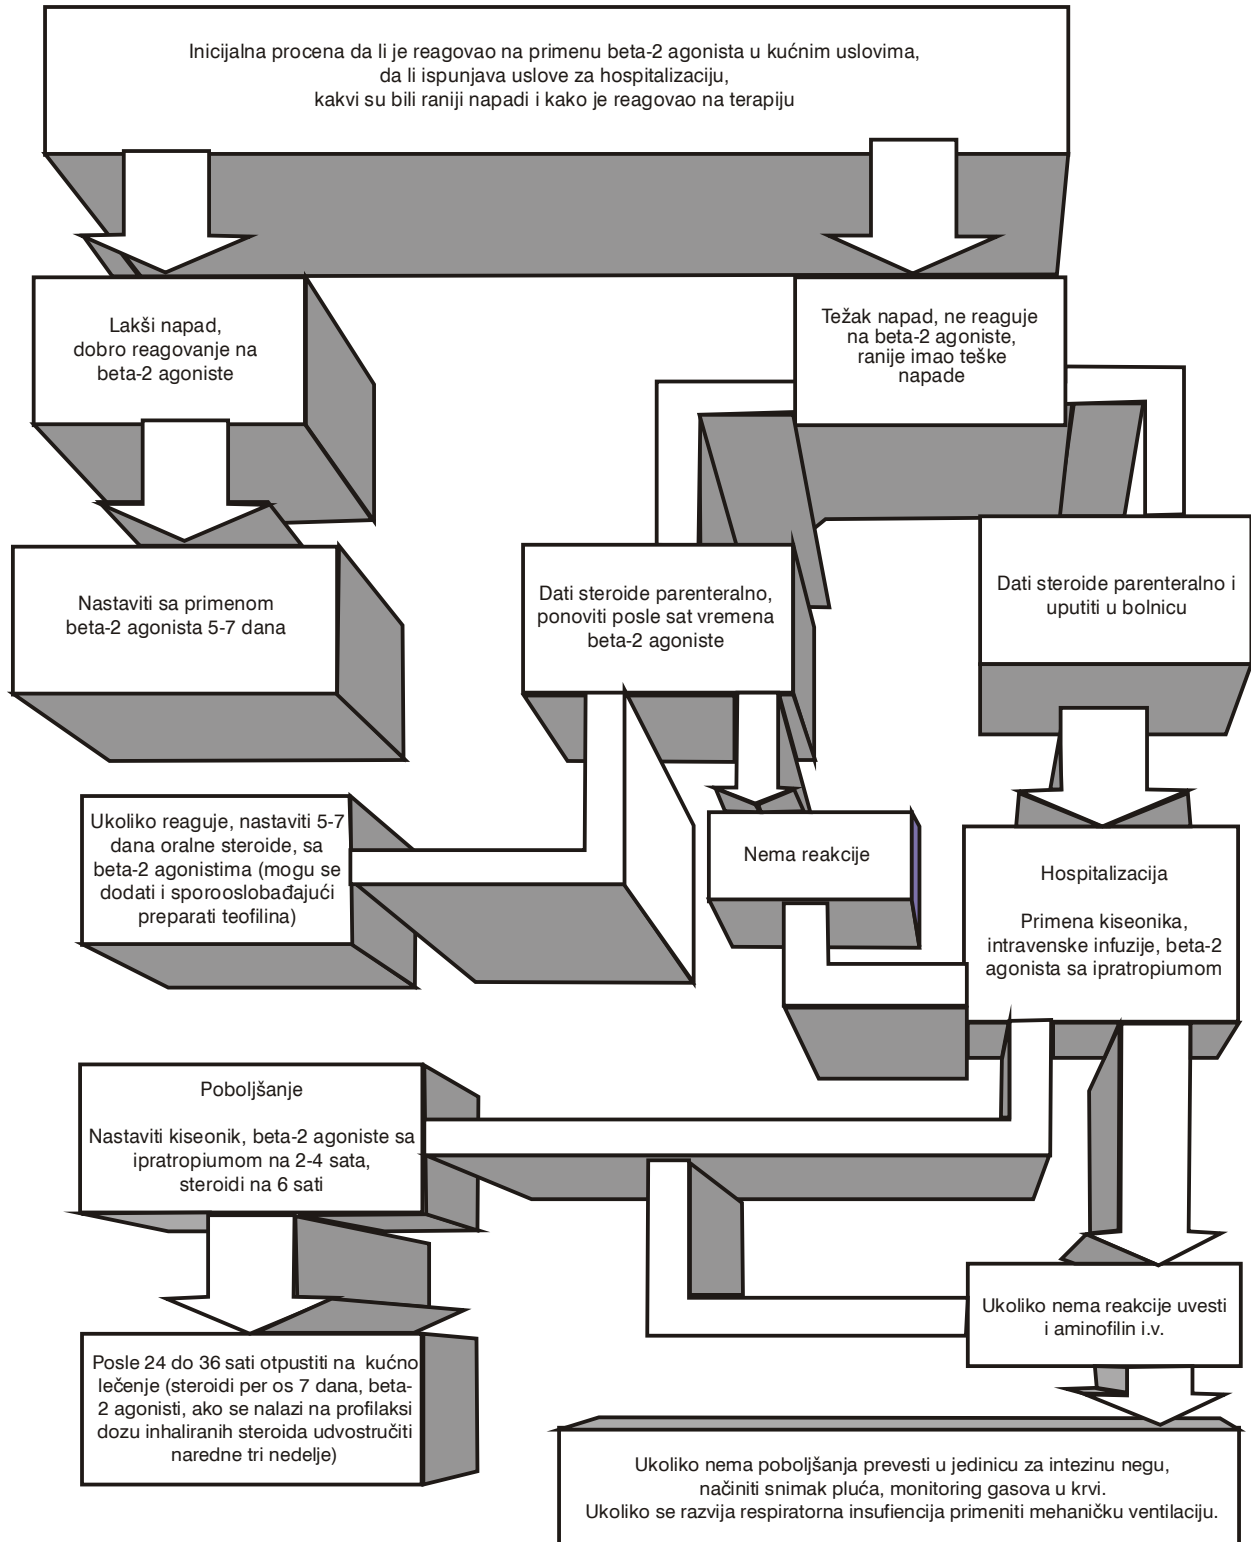 Inicijalna procena da li je reagovao na primenu beta-2 agonista u kućnim uslovima,
da li ispunjava uslove za hospitalizaciju,
kakvi su bili raniji napadi i kako je reagovao na terapiju
Lakši napad,
dobro reagovanje na
beta-2 agoniste
Težak napad, ne reaguje
na beta-2 agoniste,
ranije imao teške
napade
Nastaviti sa primenom
beta-2 agonista 5-7 dana
Dati steroide parenteralno,
ponoviti posle sat vremena
beta-2 agoniste
Dati steroide parenteralno i
uputiti u bolnicu
Ukoliko reaguje, nastaviti 5-7
dana oralne steroide, sa
beta-2 agonistima (mogu se
dodati i sporooslobađajući
preparati teofilina)
Nema reakcije
Hospitalizacija
Primena kiseonika,
intravenske infuzije, beta-2
agonista sa ipratropiumom
Poboljšanje
Nastaviti kiseonik, beta-2 agoniste sa
ipratropiumom na 2-4 sata,
steroidi na 6 sati
Ukoliko nema reakcije uvesti
i aminofilin i.v.
Posle 24 do 36 sati otpustiti na kućno
lečenje (steroidi per os 7 dana, beta-
2 agonisti, ako se nalazi na profilaksi
dozu inhaliranih steroida udvostručiti
naredne tri nedelje)
Ukoliko nema poboljšanja prevesti u jedinicu za intezinu negu,
načiniti snimak pluća, monitoring gasova u krvi.
Ukoliko se razvija respiratorna insufiencija primeniti mehaničku ventilaciju.